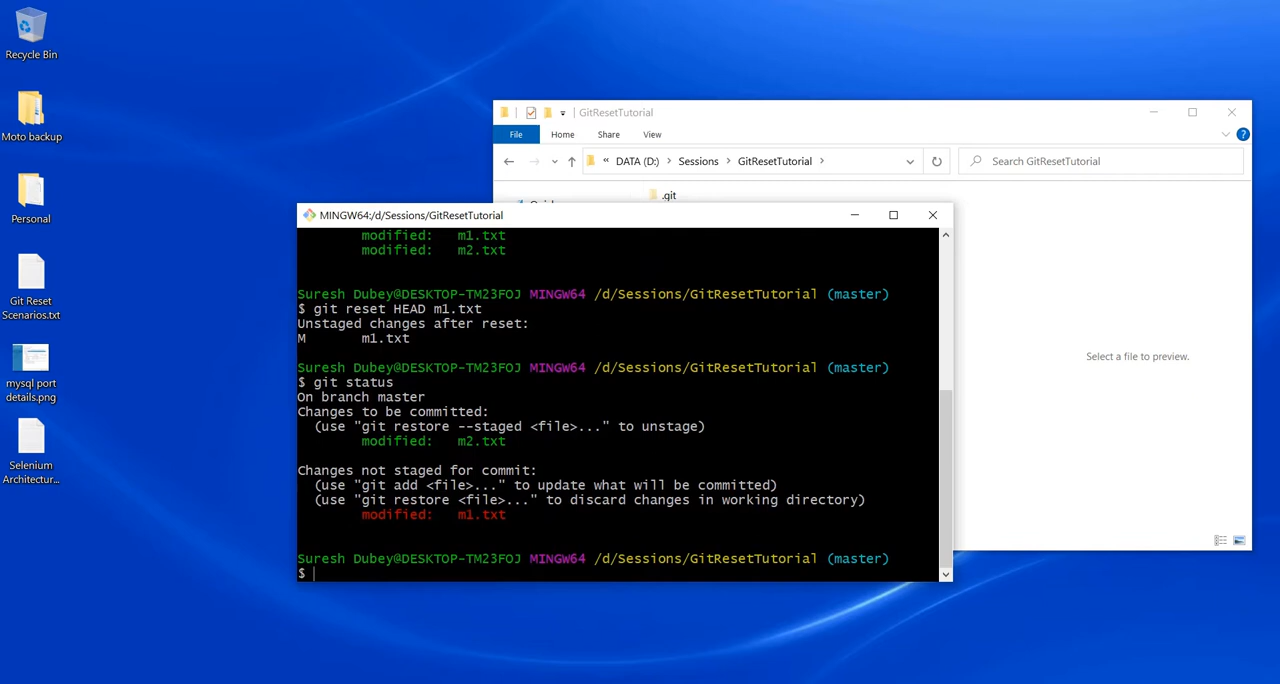 Recycle Bin
Moto backup
Personal
Git Reset
Scenarios.txt
mysql port
details.png
Selenium
Architectur...
GitResetTutorial
File Home Share View
« DATA (D:) > Sessions > GitResetTutorial >
Search GitResetTutorial
.git
Select a file to preview.
MINGW64:/d/Sessions/GitResetTutorial
modified: m1.txt
modified: m2.txt
Suresh Dubey@DESKTOP-TM23FOJ MINGW64 /d/Sessions/GitResetTutorial (master)
$ git reset HEAD m1.txt
Unstaged changes after reset:
M m1.txt
Suresh Dubey@DESKTOP-TM23FOJ MINGW64 /d/Sessions/GitResetTutorial (master)
$ git status
On branch master
Changes to be committed:
(use "git restore --staged <file>..." to unstage)
modified: m2.txt
Changes not staged for commit:
(use "git add <file>..." to update what will be committed)
(use "git restore <file>..." to discard changes in working directory)
modified: m1.txt
Suresh Dubey@DESKTOP-TM23FOJ MINGW64 /d/Sessions/GitResetTutorial (master)
$